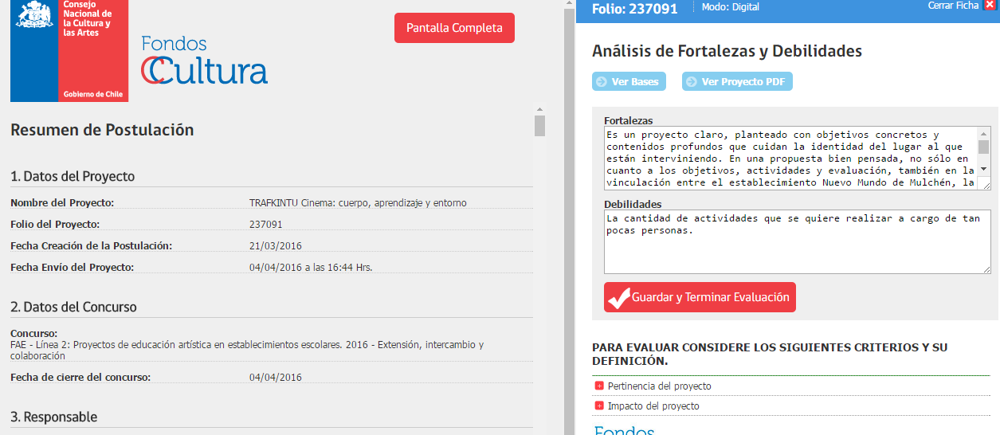 Consejo
Nacional de
la Cultura y
las Artes
Gobierno de Chile
Fondos
Cultura
Pantalla Completa
Resumen de Postulación
1. Datos del Proyecto
Nombre del Proyecto: TRAFKINTU Cinema: cuerpo, aprendizaje y entorno
Folio del Proyecto: 237091
Fecha Creación de la Postulación: 21/03/2016
Fecha Envío del Proyecto: 04/04/2016 a las 16:44 Hrs.
2. Datos del Concurso
Concurso:
FAE - Línea 2: Proyectos de educación artística en establecimientos escolares. 2016 - Extensión, intercambio y
colaboración
Fecha de cierre del concurso: 04/04/2016
3. Responsable
Folio: 237091 Modo: Digital Cerrar Ficha
Análisis de Fortalezas y Debilidades
Ver Bases Ver Proyecto PDF
Fortalezas
Es un proyecto claro, planteado con objetivos concretos y
contenidos profundos que cuidan la identidad del lugar al que
están interviniendo. En una propuesta bien pensada, no sólo en
cuanto a los objetivos, actividades y evaluación, también en la
vinculación entre el establecimiento Nuevo Mundo de Mulchén, la
Debilidades
La cantidad de actividades que se quiere realizar a cargo de tan
pocas personas.
Guardar y Terminar Evaluación
PARA EVALUAR CONSIDERE LOS SIGUIENTES CRITERIOS Y SU
DEFINICIÓN.
Pertinencia del proyecto
Impacto del proyecto
Fondos